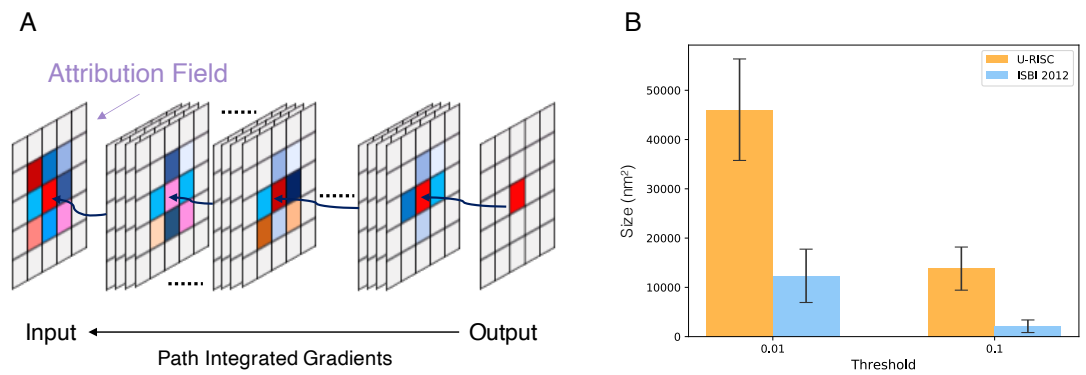 A
Attribution Field
Input
Output
Path Integrated Gradients
B
U-RISC
ISBI 2012
Size (nm²)
50000
40000
30000
20000
10000
0
0.01
0.1
Threshold